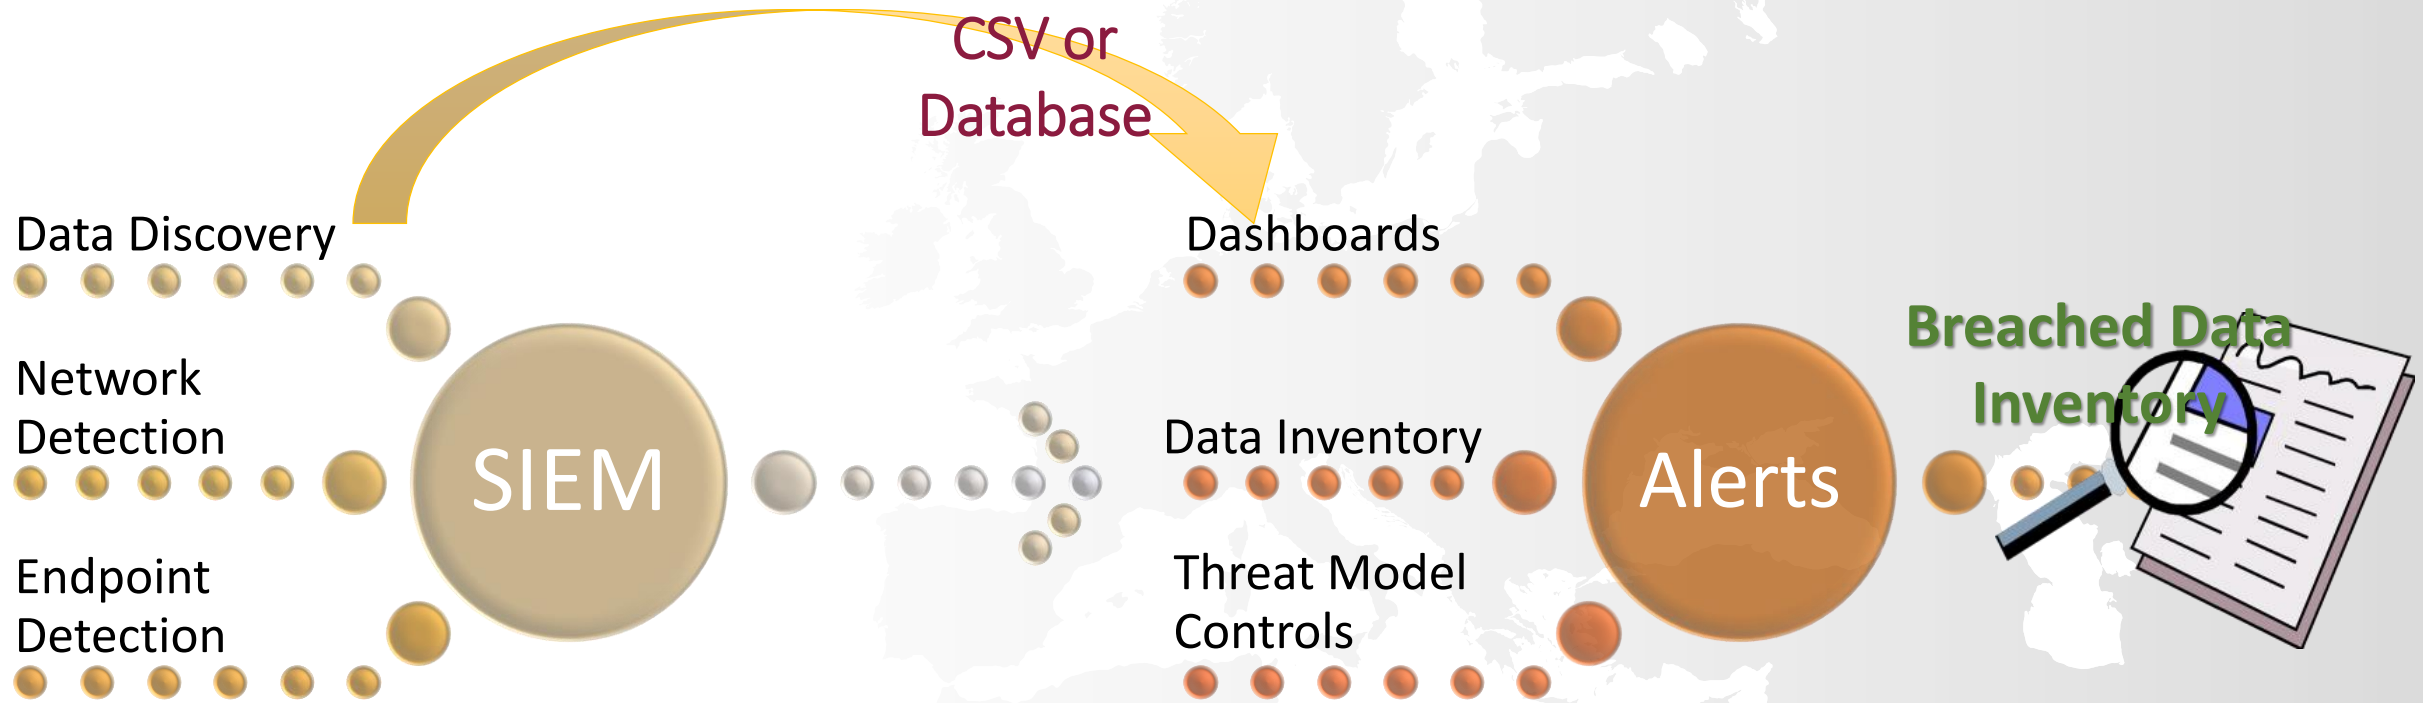 CSV or
Database
Data Discovery
Network
Detection
Endpoint
Detection
SIEM
Dashboards
Data Inventory
Threat Model
Controls
Alerts
Breached Data
Inventory